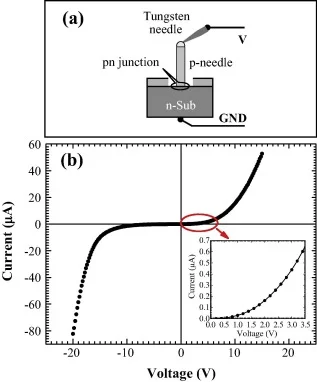 (a)
Tungsten
needle
V
pn junction
p-needle
n-Sub
GND
(b)
60
40
20
0
-20
-40
-60
-80
Current (μA)
-20 -10 0 10 20
Voltage (V)
0.7
0.6
0.5
0.4
0.3
0.2
0.1
0.0
Current (μA)
0.0 0.5 1.0 1.5 2.0 2.5 3.0 3.5
Voltage (V)